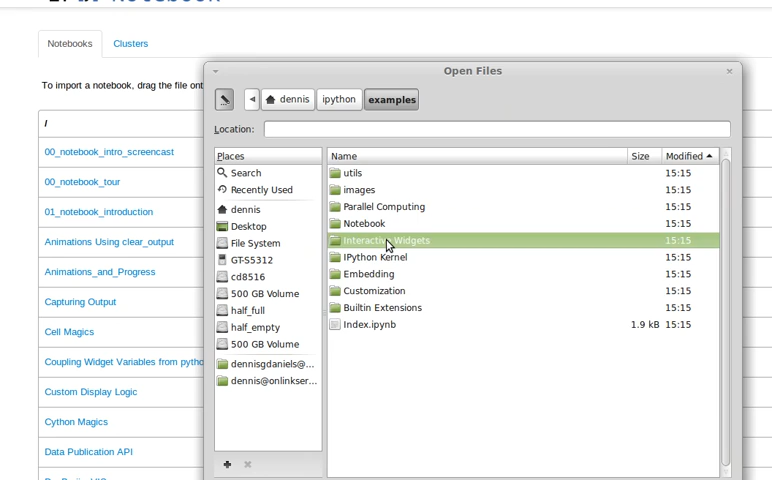 Notebooks
Clusters
Open Files
To import a notebook, drag the file ont
dennis
ipython
examples
Location:
/
Places
Name
Size
Modified
00_notebook_intro_screencast
Search
utils
15:15
00_notebook_tour
Recently Used
images
15:15
dennis
Parallel Computing
15:15
01_notebook_introduction
Desktop
Notebook
15:15
Animations Using clear_output
File System
Interactive Widgets
15:15
GT-S5312
IPython Kernel
15:15
Animations_and_Progress
cd8516
Embedding
15:15
500 GB Volume
Customization
15:15
Capturing Output
half_full
Builtin Extensions
15:15
Cell Magics
half_empty
Index.ipynb
1.9 kB
15:15
500 GB Volume
Coupling Widget Variables from pytho
dennisgdaniels@...
dennis@onlinkser...
Custom Display Logic
Cython Magics
Data Publication API